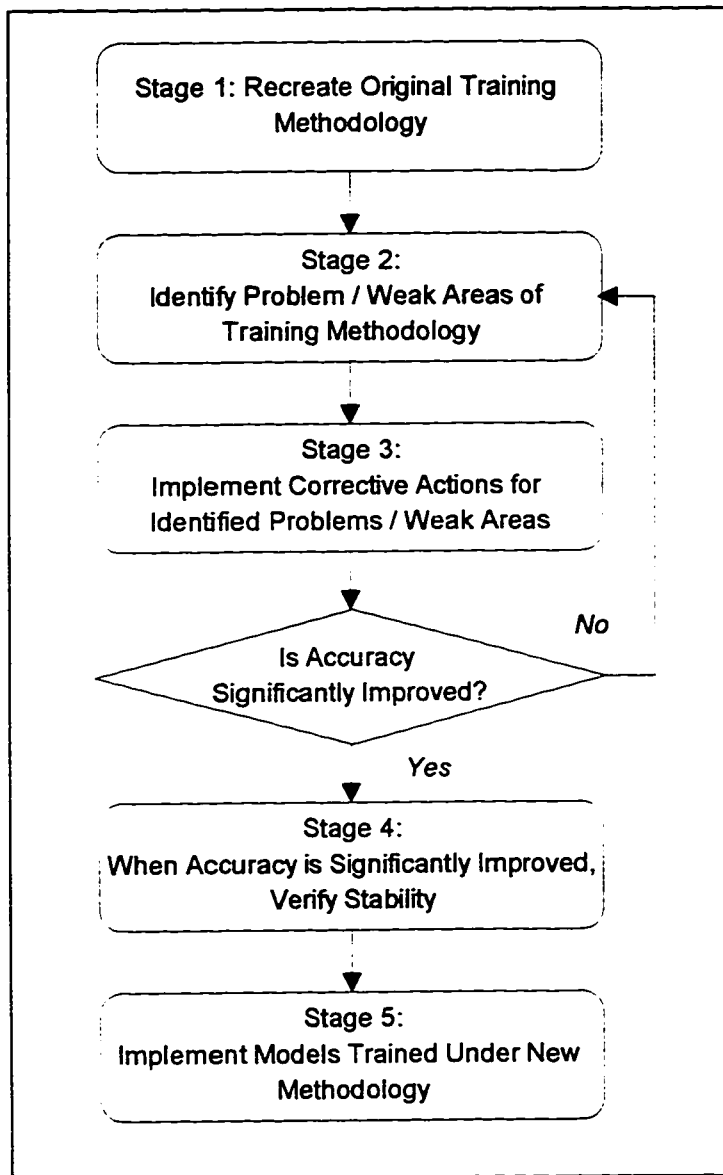 Stage 1: Recreate Original Training
Methodology
Stage 2:
Identify Problem / Weak Areas of
Training Methodology
Stage 3:
Implement Corrective Actions for
Identified Problems / Weak Areas
No
Is Accuracy
Significantly Improved?
Yes
Stage 4:
When Accuracy is Significantly Improved,
Verify Stability
Stage 5:
Implement Models Trained Under New
Methodology